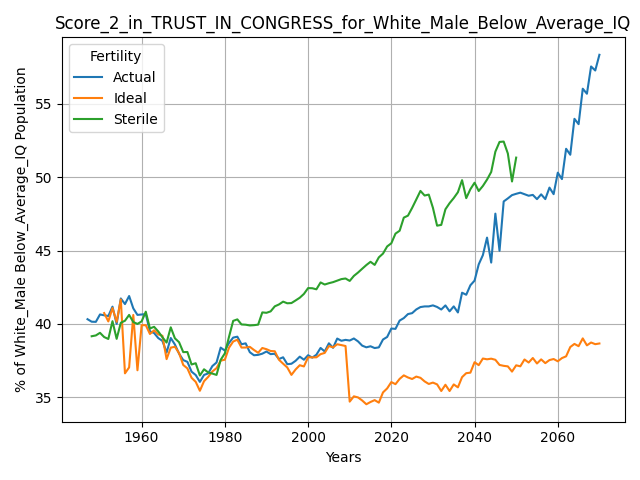 Score_2_in_TRUST_IN_CONGRESS_for_White_Male_Below_Average_IQ
Fertility
Actual
Ideal
Sterile
% of White_Male Below_Average_IQ Population
55
50
45
40
35
1960 1980 2000 2020 2040 2060
Years